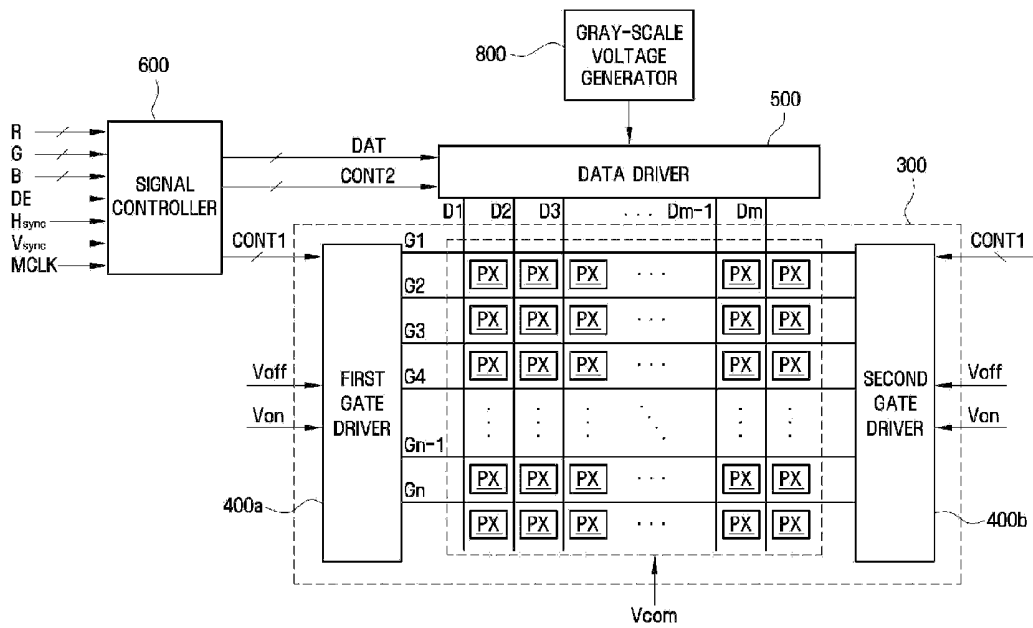 GRAY-SCALE
VOLTAGE
GENERATOR
800
600
500
R
G
B
DE
Hsync
Vsync
MCLK
SIGNAL
CONTROLLER
DAT
CONT2
CONT1
DATA DRIVER
300
D1 D2 D3 ... Dm-1 Dm
CONT1
G1
G2
G3
G4
Gn-1
Gn
PX PX PX ... PX PX
PX PX PX ... PX PX
PX PX PX ... PX PX
PX PX PX ... PX PX
PX PX PX ... PX PX
Voff
Von
FIRST
GATE
DRIVER
400a
SECOND
GATE
DRIVER
Voff
Von
400b
Vcom